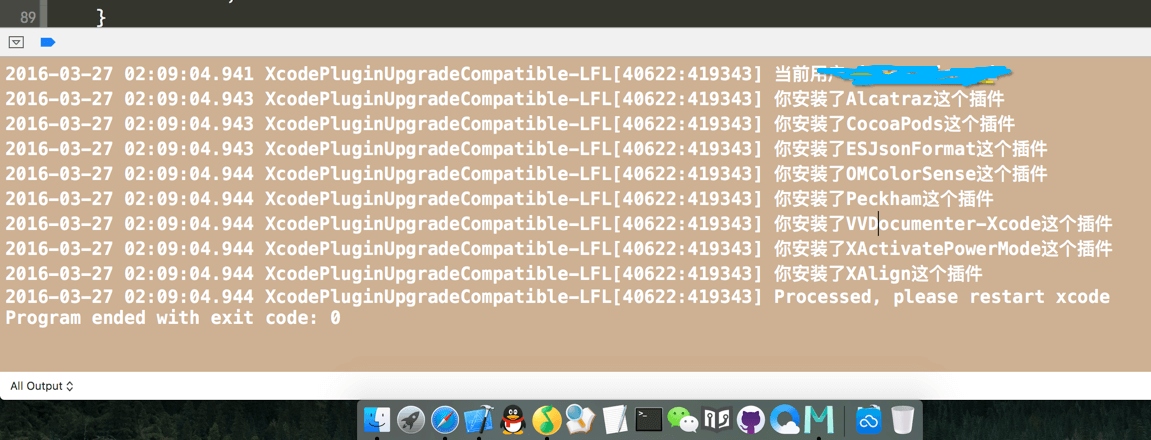 89 }
2016-03-27 02:09:04.941 XcodePluginUpgradeCompatible-LFL[40622:419343] 当前用户
2016-03-27 02:09:04.943 XcodePluginUpgradeCompatible-LFL[40622:419343] 你安装了Alcatraz这个插件
2016-03-27 02:09:04.943 XcodePluginUpgradeCompatible-LFL[40622:419343] 你安装了CocoaPods这个插件
2016-03-27 02:09:04.943 XcodePluginUpgradeCompatible-LFL[40622:419343] 你安装了ESJsonFormat这个插件
2016-03-27 02:09:04.944 XcodePluginUpgradeCompatible-LFL[40622:419343] 你安装了OMColorSense这个插件
2016-03-27 02:09:04.944 XcodePluginUpgradeCompatible-LFL[40622:419343] 你安装了Peckham这个插件
2016-03-27 02:09:04.944 XcodePluginUpgradeCompatible-LFL[40622:419343] 你安装了VVDocumenter-Xcode这个插件
2016-03-27 02:09:04.944 XcodePluginUpgradeCompatible-LFL[40622:419343] 你安装了XActivatePowerMode这个插件
2016-03-27 02:09:04.944 XcodePluginUpgradeCompatible-LFL[40622:419343] 你安装了XAlign这个插件
2016-03-27 02:09:04.944 XcodePluginUpgradeCompatible-LFL[40622:419343] Processed, please restart xcode
Program ended with exit code: 0
All Output